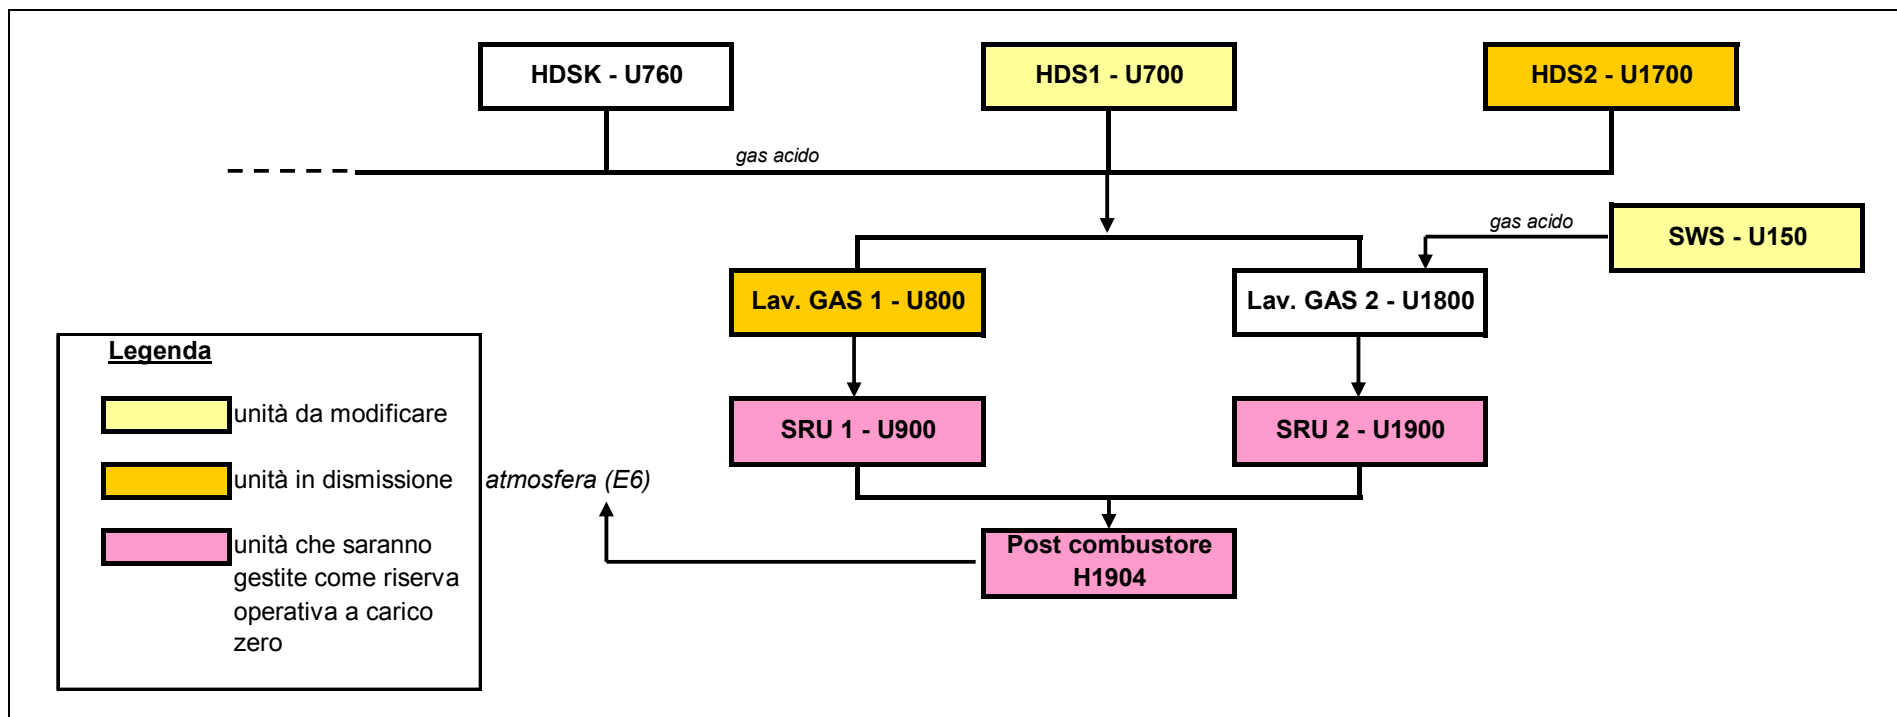 HDSK - U760
HDS1 - U700
HDS2 - U1700
gas acido
gas acido
SWS - U150
Lav. GAS 1 - U800
Lav. GAS 2 - U1800
SRU 1 - U900
SRU 2 - U1900
atmosfera (E6)
Post combustore
H1904
Legenda
unità da modificare
unità in dismissione
unità che saranno
gestite come riserva
operativa a carico
zero